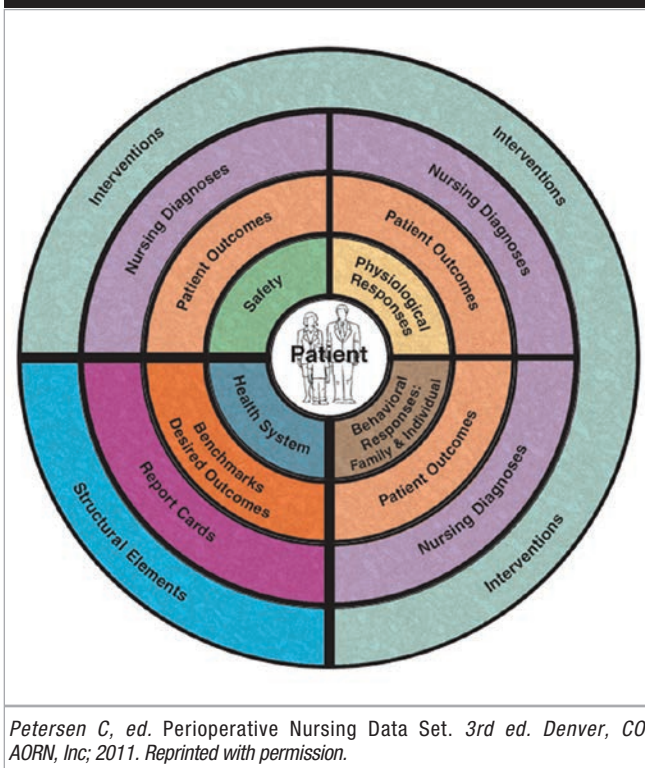 Interventions
Interventions
Nursing Diagnoses
Nursing Diagnoses
Patient Outcomes
Patient Outcomes
Safety
Physiological
Responses
Patient
Health System
Behavioral
Responses:
Family & Individual
Benchmarks
Desired Outcomes
Patient Outcomes
Report Cards
Nursing Diagnoses
Structural Elements
Interventions
Petersen C, ed. Perioperative Nursing Data Set. 3rd ed. Denver, CO
AORN, Inc; 2011. Reprinted with permission.